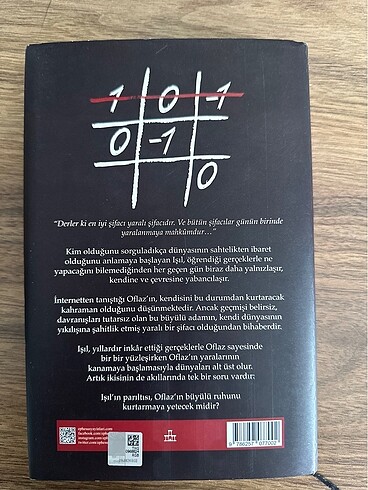 1 0 -1
0 -1
0
“Derler ki en iyi şifacı yaralı şifacıdır. Ve bütün şifacılar günün birinde
yaralanmaya mahkûmdur...”
Kim olduğunu sorguladıkça dünyasının sahtelikten ibaret
olduğunu anlamaya başlayan Işıl, öğrendiği gerçeklerle ne
yapacağını bilemediğinden her geçen gün biraz daha yalnızlaşır,
kendine ve çevresine yabancılaşır.
İnternetten tanıştığı Oflaz’ın, kendisini bu durumdan kurtaracak
kahraman olduğunu düşünmektedir. Ancak geçmişi belirsiz,
davranışları tutarsız olan bu büyülü adamın, kendi dünyasının
yıkılışına şahitlik etmiş yaralı bir şifacı olduğundan bihaberdir.
Işıl, yıllardır inkâr ettiği gerçeklerle Oflaz sayesinde
bir bir yüzleşirken Oflaz’ın yaralarının
kanamaya başlamasıyla dünyaları alt üst olur.
Artık ikisinin de akıllarında tek bir soru vardır:
Işıl’ın parıltısı, Oflaz’ın büyülü ruhunu
kurtarmaya yetecek midir?